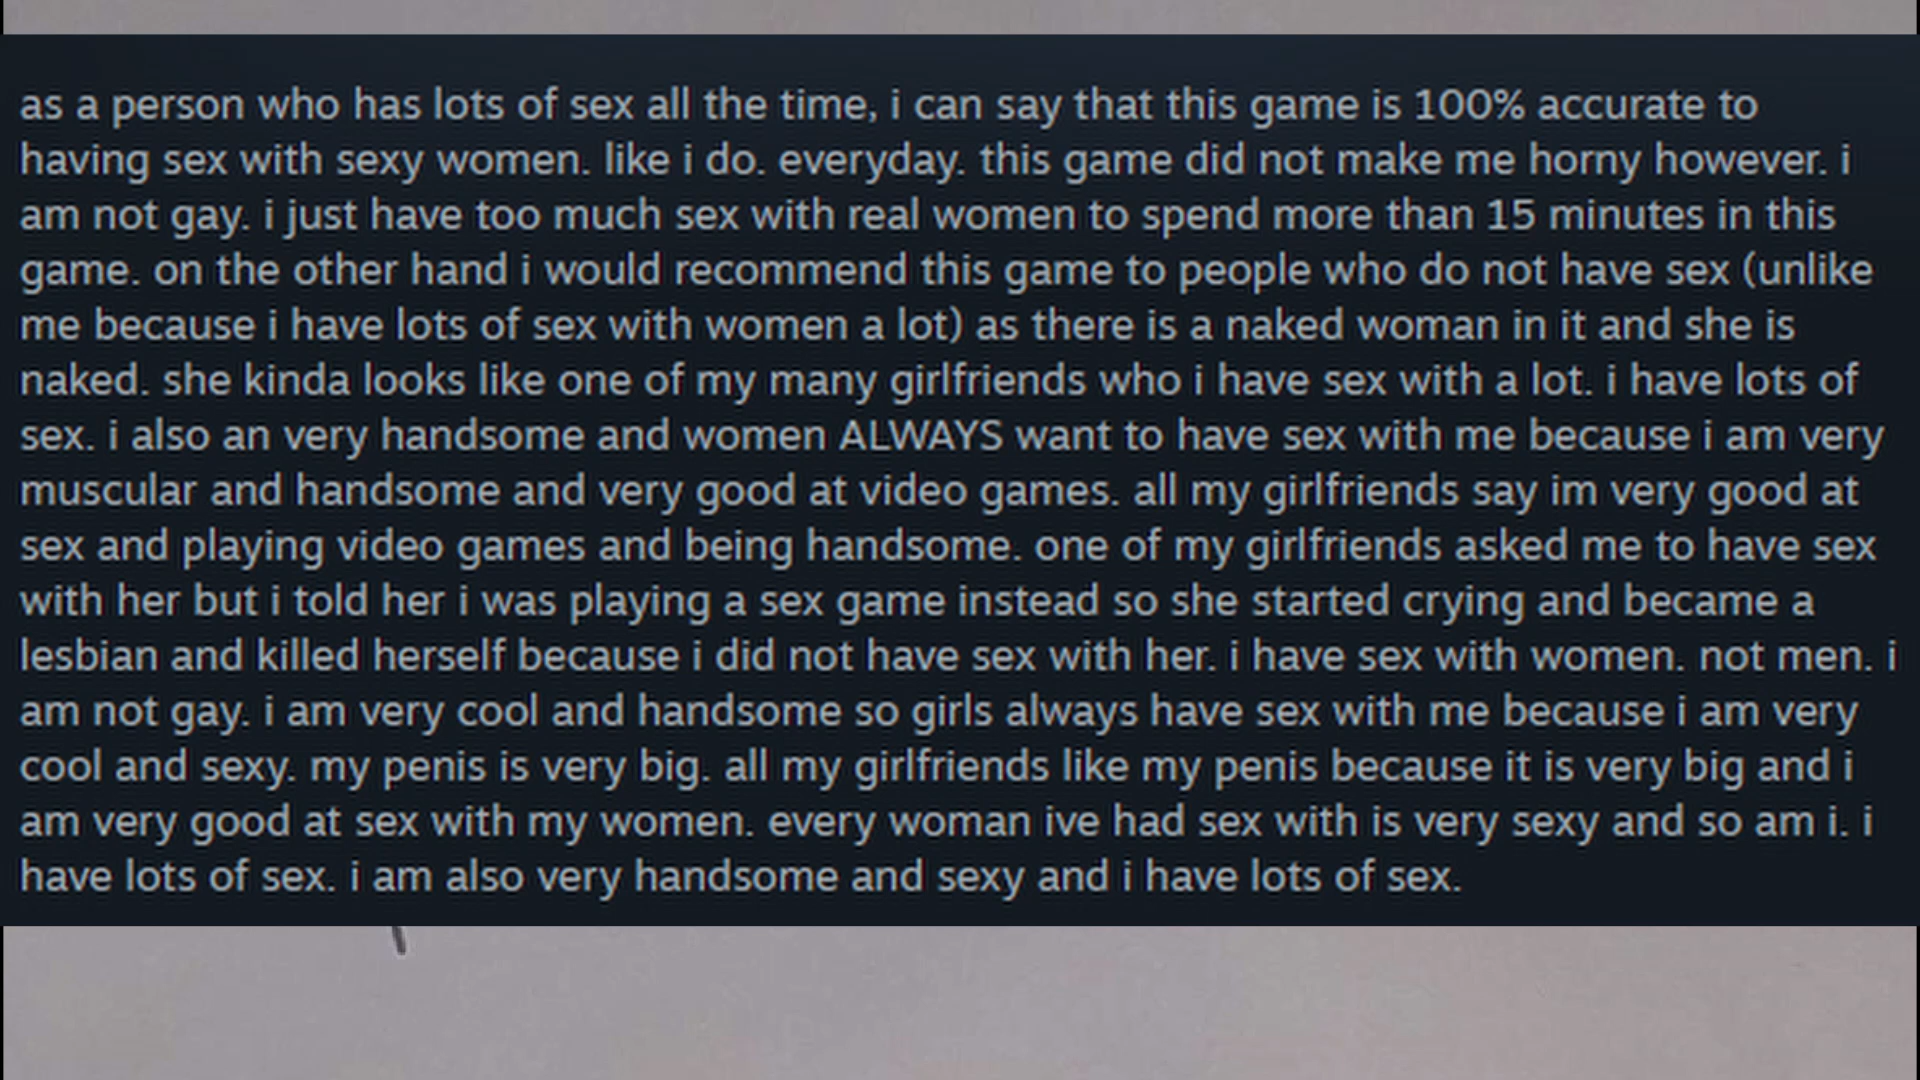 as a person who has lots of sex all the time, i can say that this game is 100% accurate to
having sex with sexy women. like i do. everyday. this game did not make me horny however. i
am not gay. i just have too much sex with real women to spend more than 15 minutes in this
game. on the other hand i would recommend this game to people who do not have sex (unlike
me because i have lots of sex with women a lot) as there is a naked woman in it and she is
naked. she kinda looks like one of my many girlfriends who i have sex with a lot. i have lots of
sex. i also an very handsome and women ALWAYS want to have sex with me because i am very
muscular and handsome and very good at video games. all my girlfriends say im very good at
sex and playing video games and being handsome. one of my girlfriends asked me to have sex
with her but i told her i was playing a sex game instead so she started crying and became a
lesbian and killed herself because i did not have sex with her. i have sex with women. not men. i
am not gay. i am very cool and handsome so girls always have sex with me because i am very
cool and sexy. my penis is very big. all my girlfriends like my penis because it is very big and i
am very good at sex with my women. every woman ive had sex with is very sexy and so am i. i
have lots of sex. i am also very handsome and sexy and i have lots of sex.